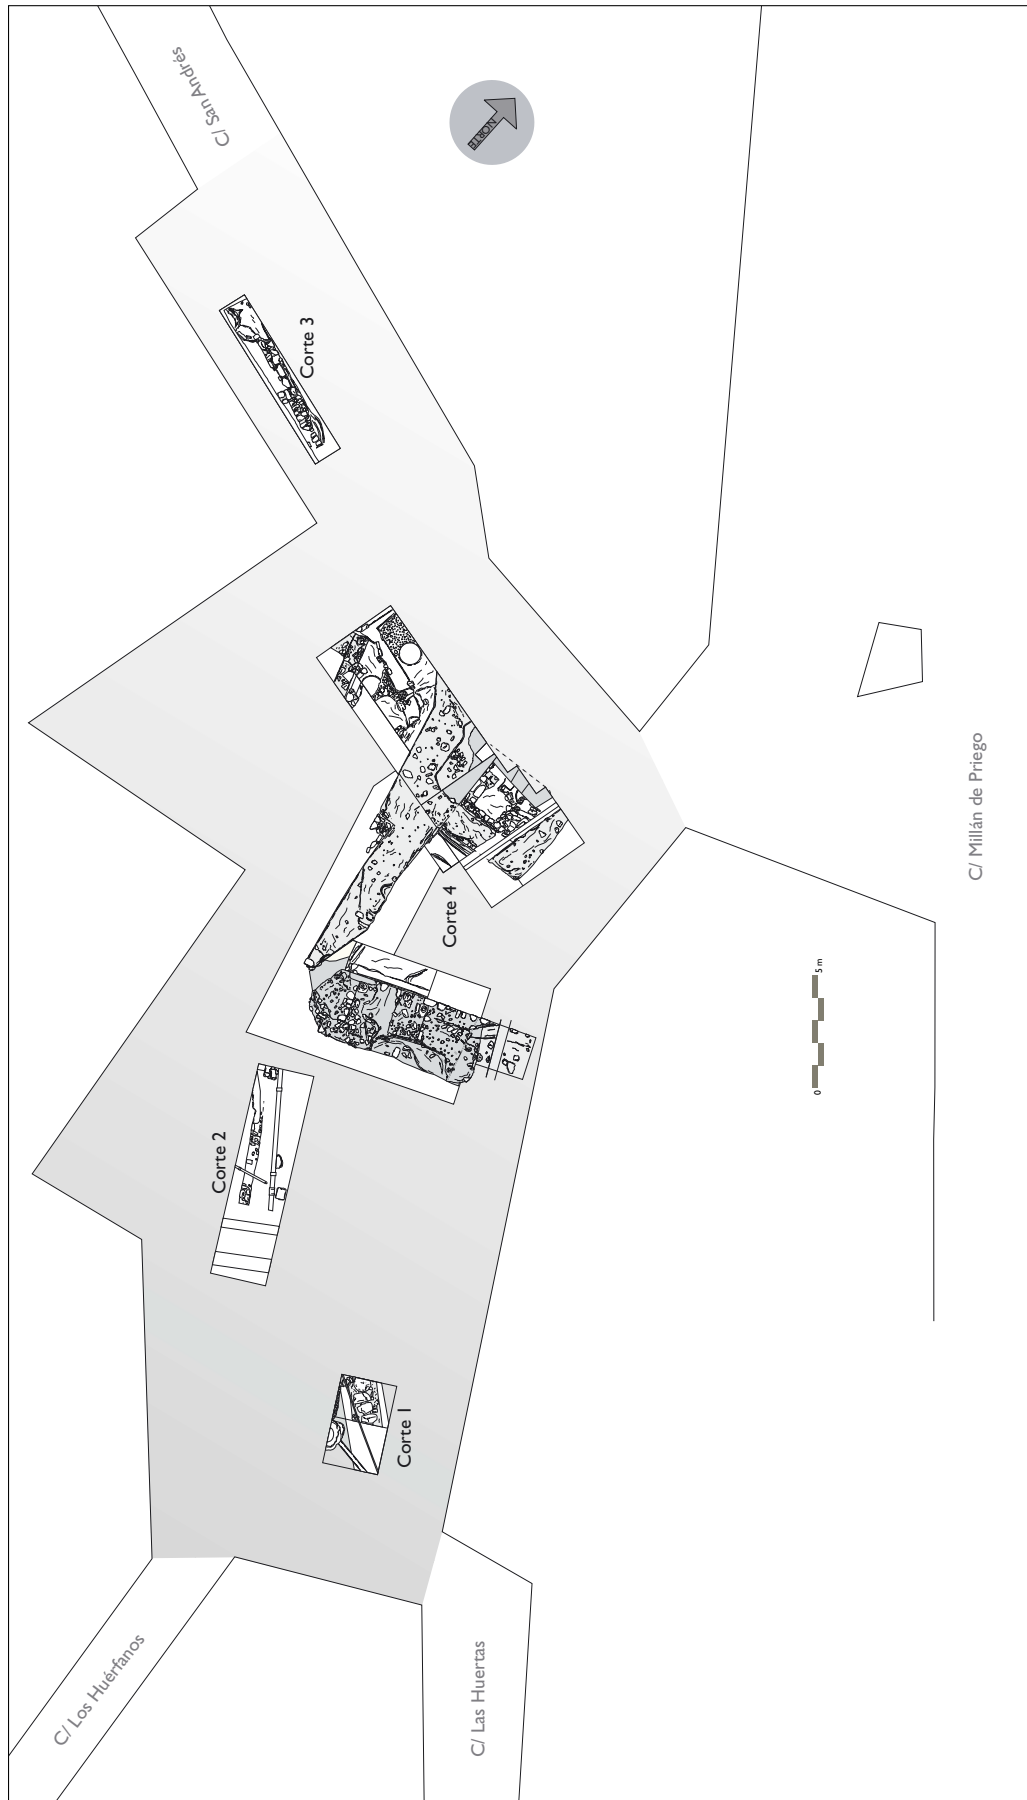 C/ San Andrés
NORTE
Corte 3
C/ Millán de Priego
Corte 4
0 5 m
Corte 2
Corte 1
C/ Los Huérfanos
C/ Las Huertas